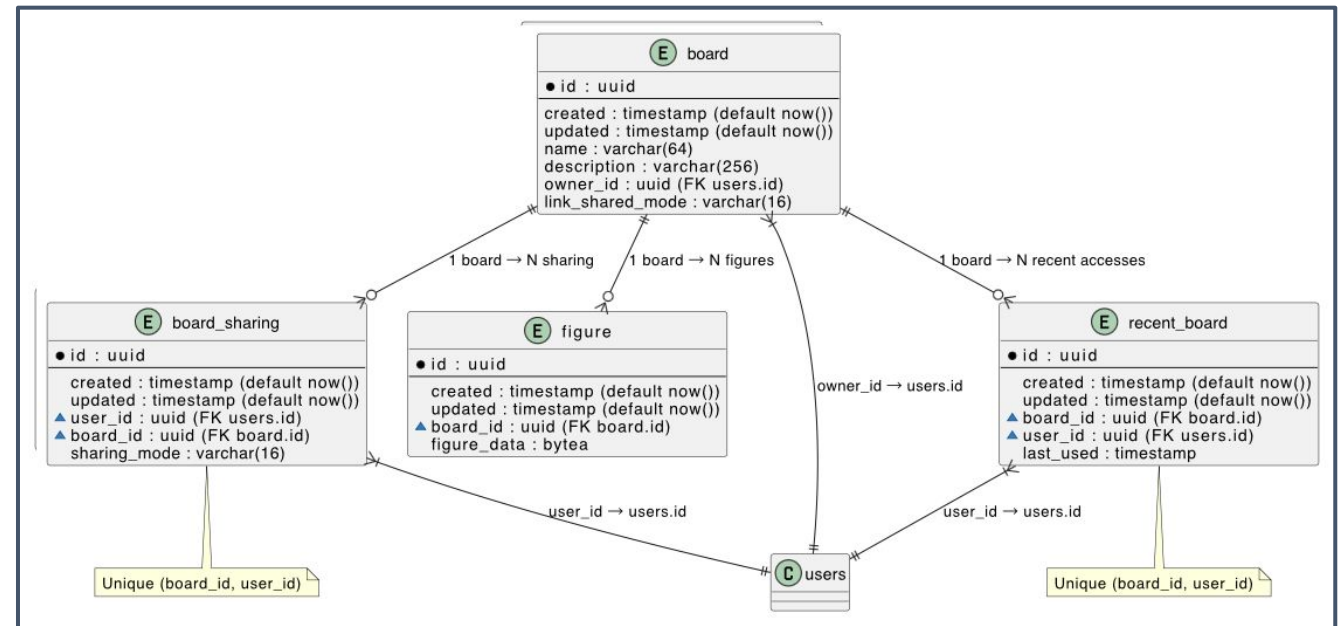 E board
id : uuid
created : timestamp (default now())
updated : timestamp (default now())
name : varchar(64)
description : varchar(256)
owner_id : uuid (FK users.id)
link_shared_mode : varchar(16)
1 board → N sharing
1 board → N figures
1 board → N recent accesses
E board_sharing
id : uuid
created : timestamp (default now())
updated : timestamp (default now())
user_id : uuid (FK users.id)
board_id : uuid (FK board.id)
sharing_mode : varchar(16)
E figure
id : uuid
created : timestamp (default now())
updated : timestamp (default now())
board_id : uuid (FK board.id)
figure_data : bytea
owner_id → users.id
E recent_board
id : uuid
created : timestamp (default now())
updated : timestamp (default now())
board_id : uuid (FK board.id)
user_id : uuid (FK users.id)
last_used : timestamp
user_id → users.id
user_id → users.id
Unique (board_id, user_id)
C users
Unique (board_id, user_id)